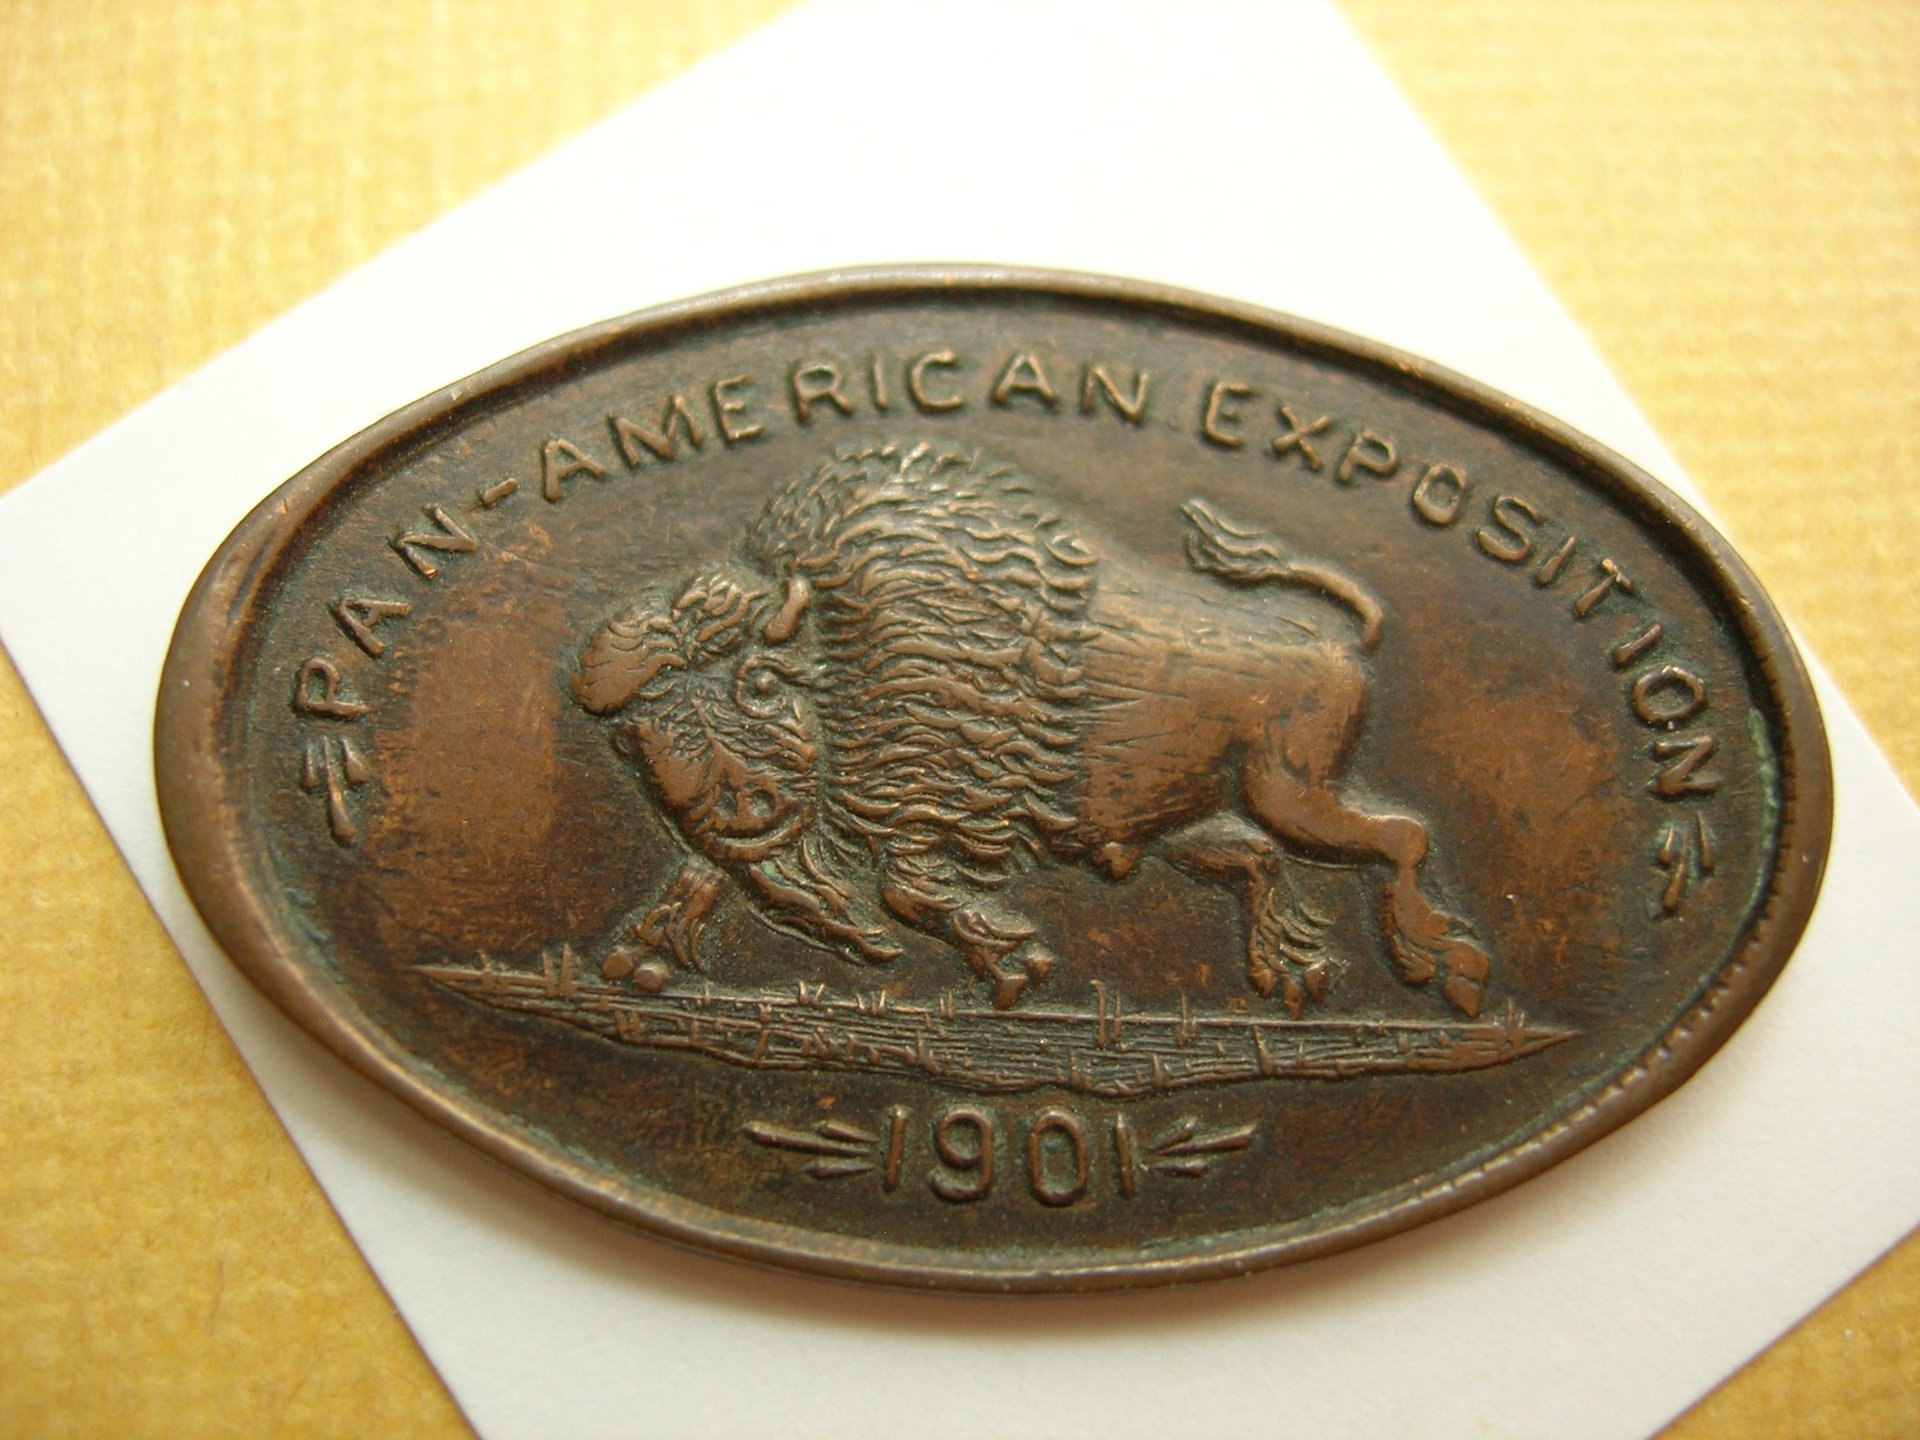 PAN-AMERICAN EXPOSITION
1901